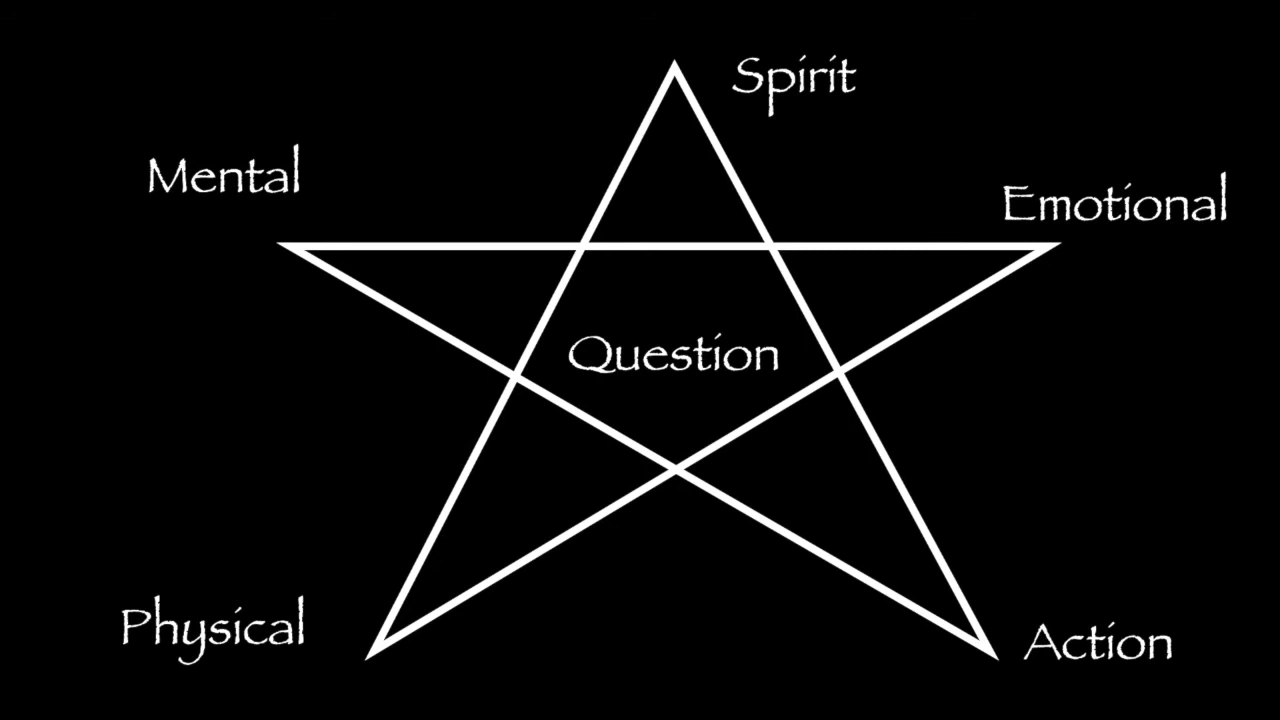 Spirit
Mental
Emotional
Question
Physical
Action